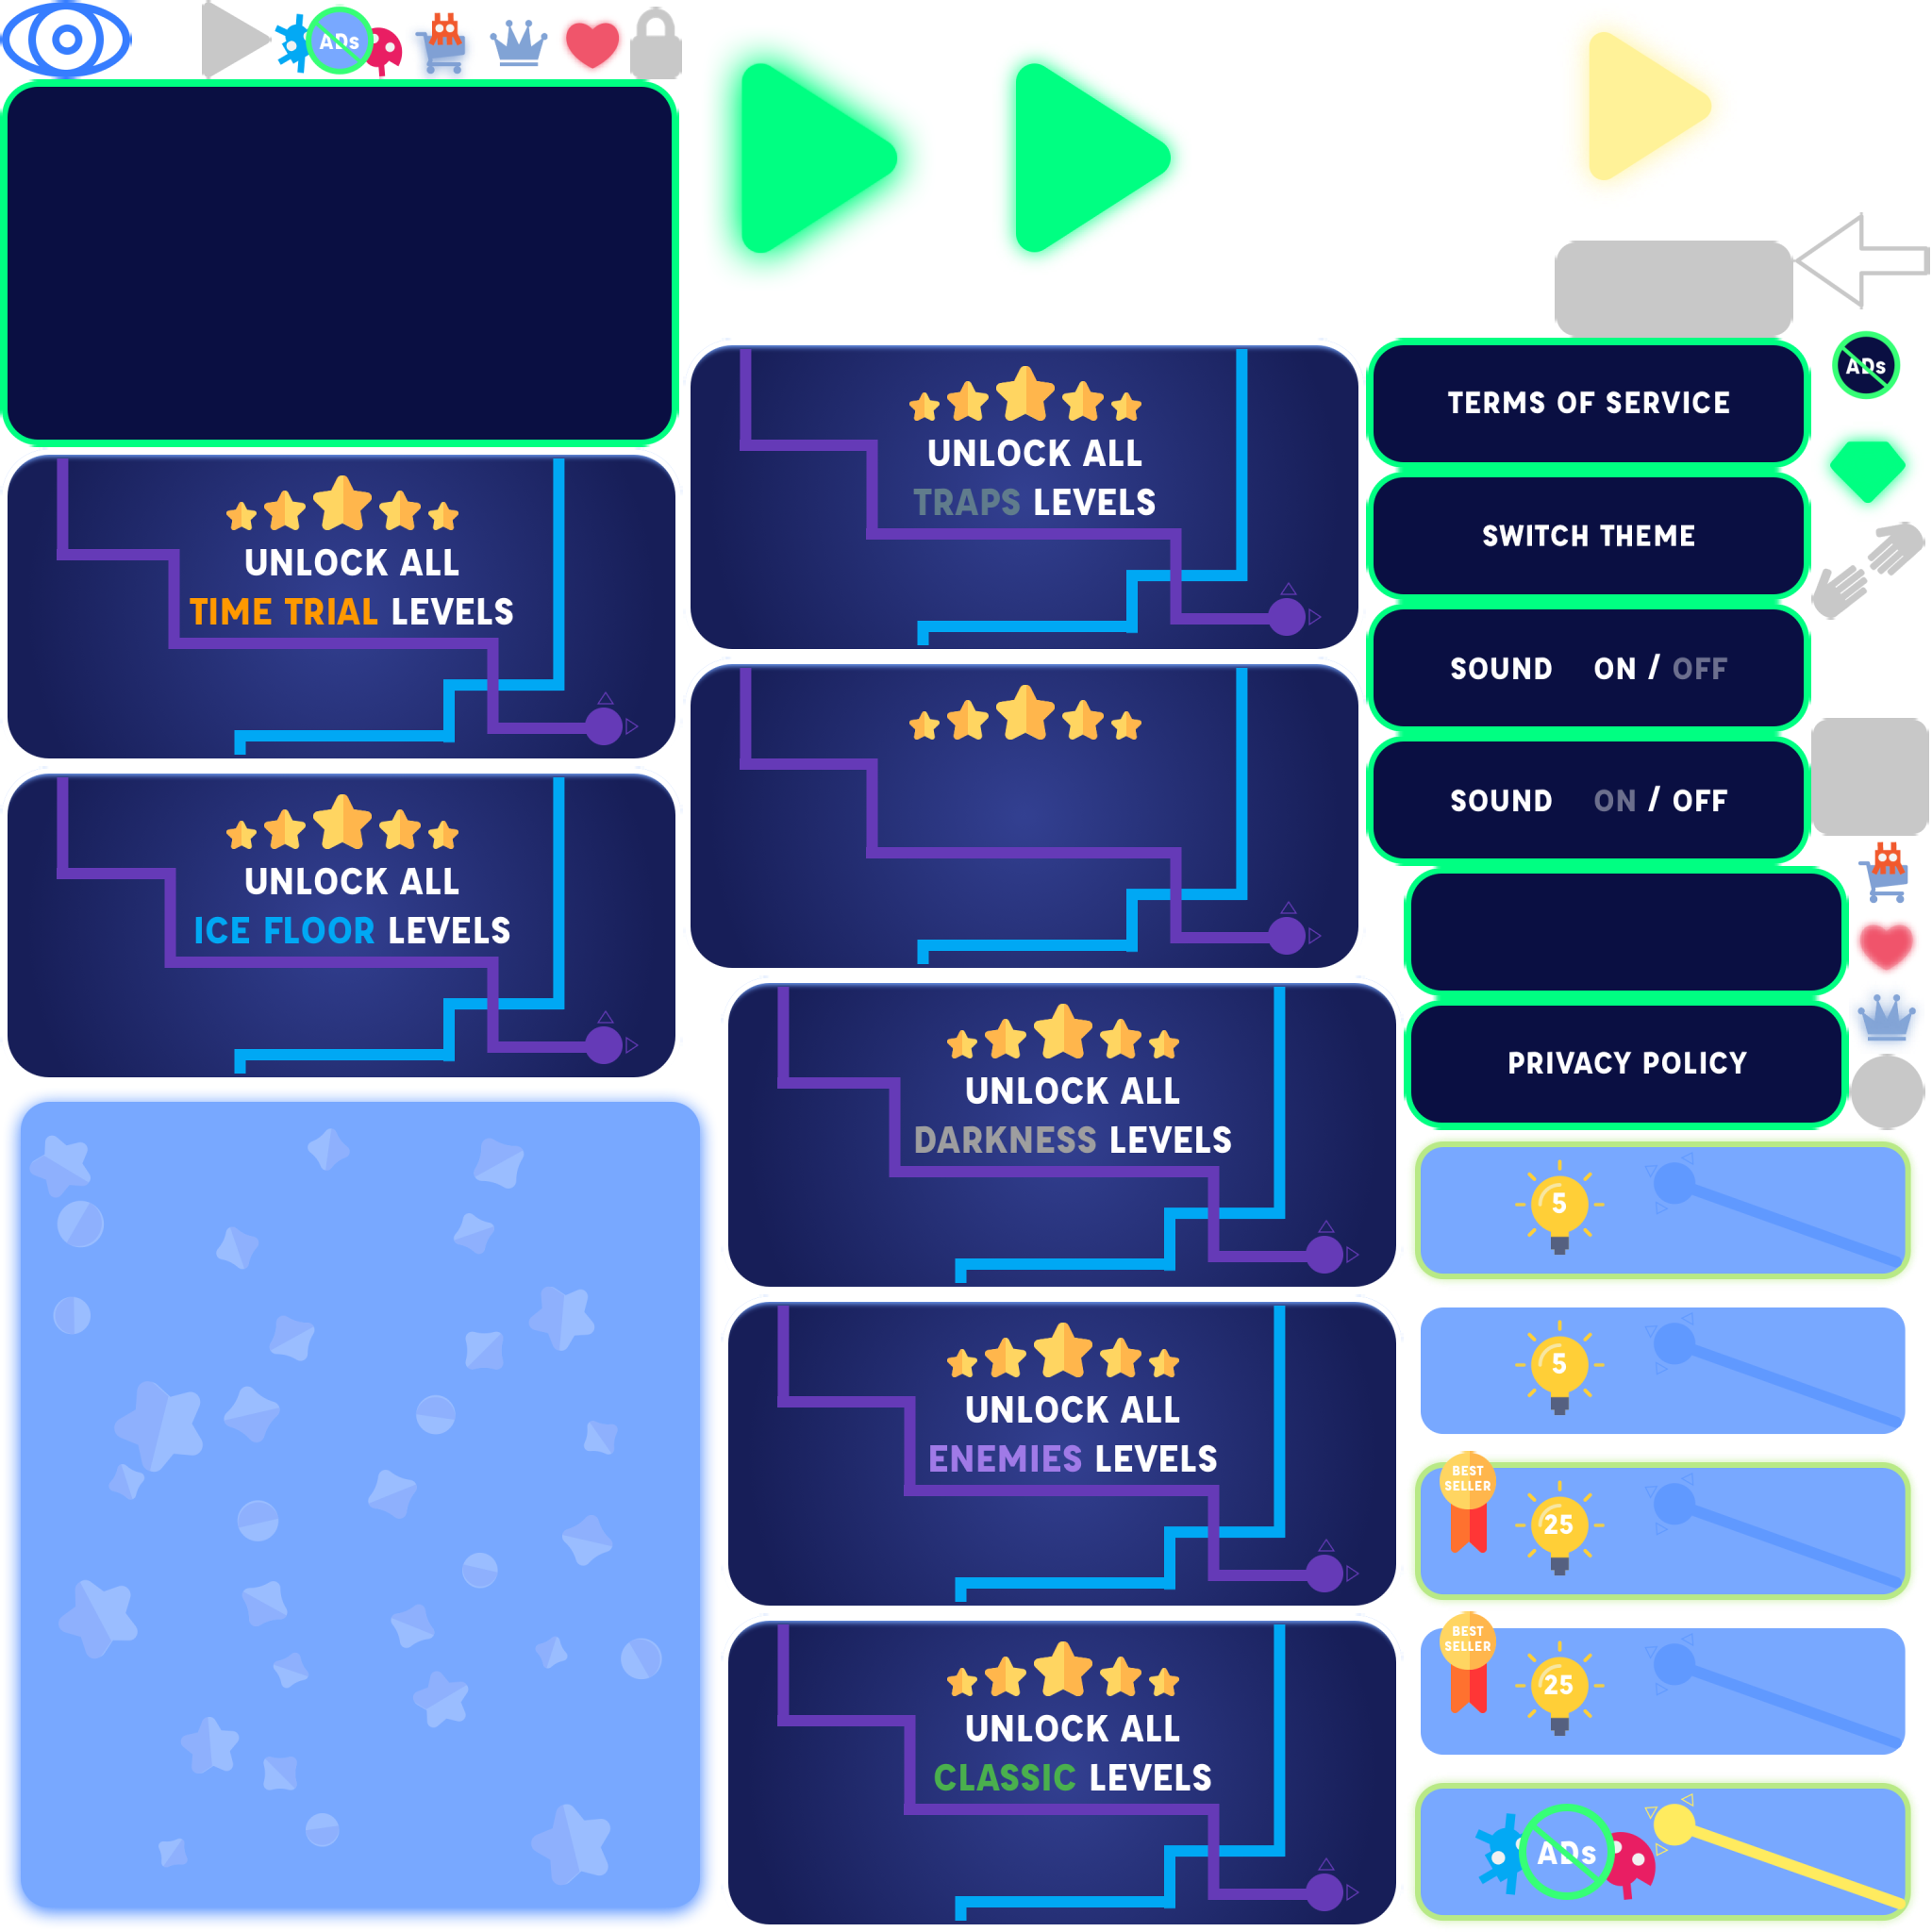 ADs
UNLOCK ALL
TIME TRIAL LEVELS
UNLOCK ALL
ICE FLOOR LEVELS
UNLOCK ALL
TRAPS LEVELS
UNLOCK ALL
DARKNESS LEVELS
UNLOCK ALL
ENEMIES LEVELS
UNLOCK ALL
CLASSIC LEVELS
TERMS OF SERVICE
ADs
SWITCH THEME
SOUND ON / OFF
SOUND ON / OFF
PRIVACY POLICY
5
5
BEST
SELLER
25
BEST
SELLER
25
ADs